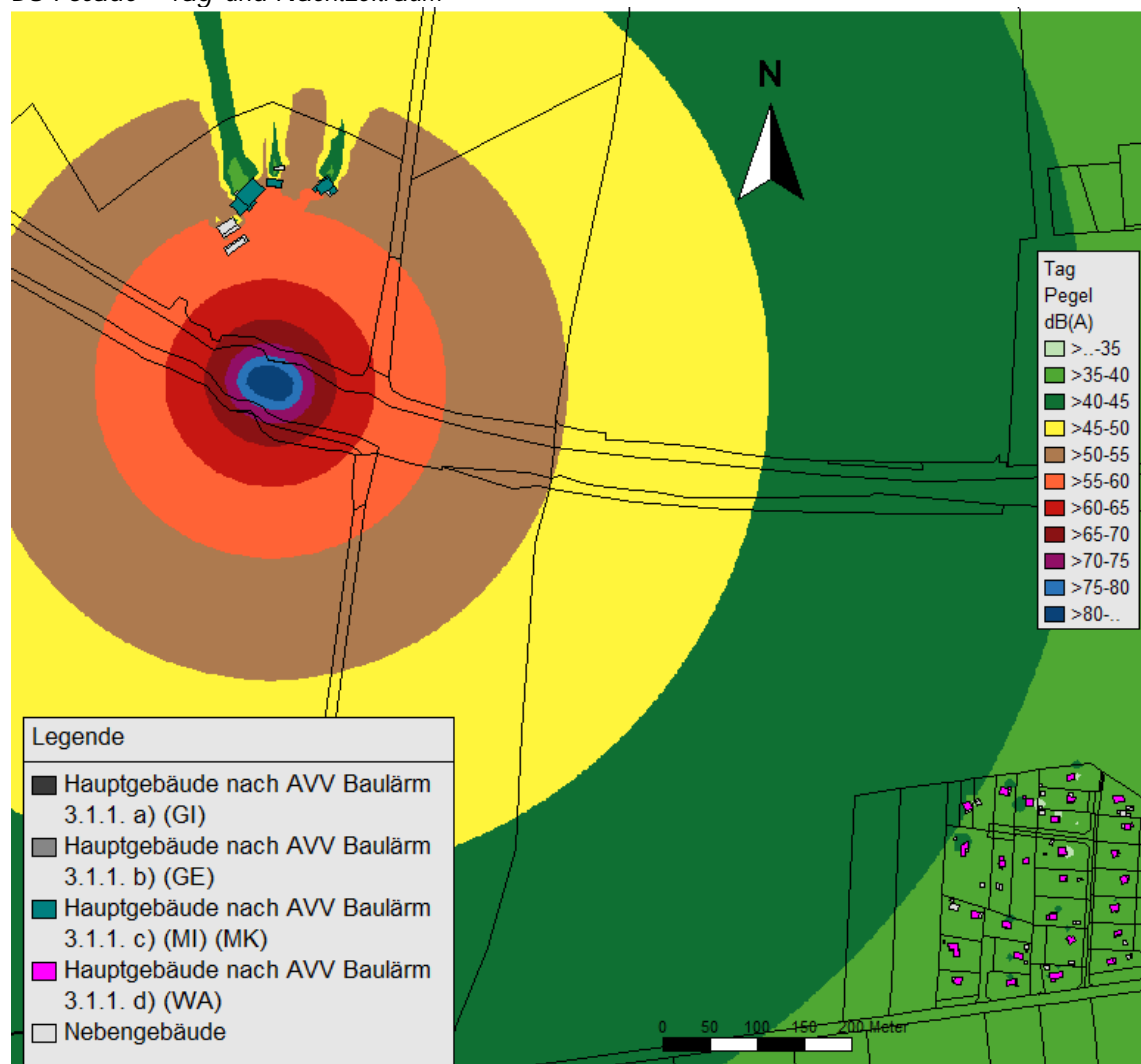 N
Tag
Pegel
dB(A)
>..-35
>35-40
>40-45
>45-50
>50-55
>55-60
>60-65
>65-70
>70-75
>75-80
>80-..
Legende
Hauptgebäude nach AVV Baulärm
3.1.1. a) (GI)
Hauptgebäude nach AVV Baulärm
3.1.1. b) (GE)
Hauptgebäude nach AVV Baulärm
3.1.1. c) (MI) (MK)
Hauptgebäude nach AVV Baulärm
3.1.1. d) (WA)
Nebengebäude
0 50 100 150 200 Meter